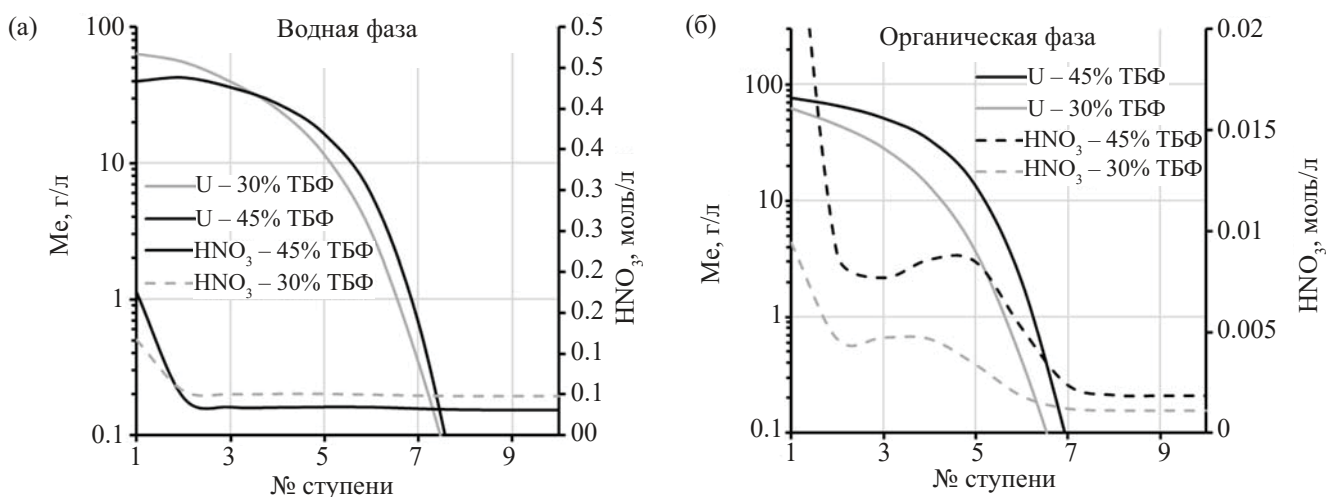 (а)
Водная фаза
100
10
1
0.1
Me, г/л
U – 30% ТБФ
U – 45% ТБФ
HNO3 – 45% ТБФ
HNO3 – 30% ТБФ
0.5
0.5
0.4
0.4
0.3
0.3
0.2
0.2
0.1
0.1
00
HNO3, моль/л
1 3 5 7 9
№ ступени
(б)
Органическая фаза
100
10
1
0.1
Me, г/л
U – 45% ТБФ
U – 30% ТБФ
HNO3 – 45% ТБФ
HNO3 – 30% ТБФ
0.02
0.015
0.01
0.005
0
HNO3, моль/л
1 3 5 7 9
№ ступени